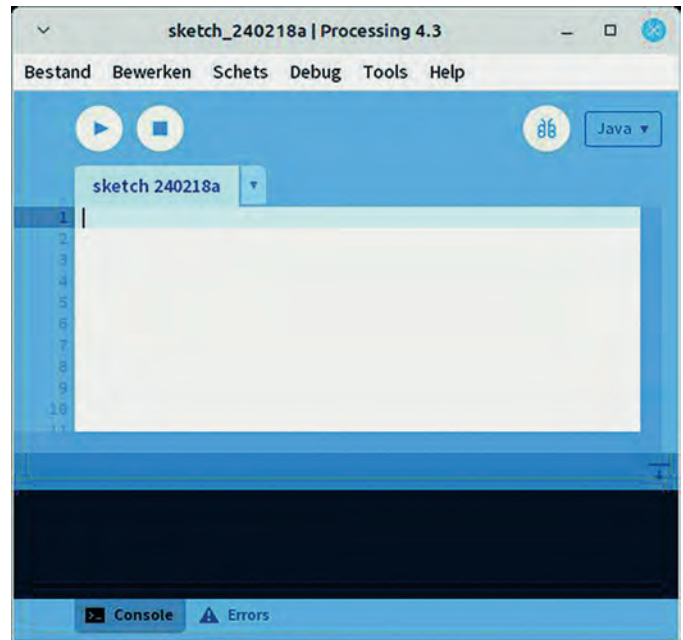 sketch_240218a | Processing 4.3
Bestand Bewerken Schets Debug Tools Help
Java
sketch 240218a
1
2
3
4
5
6
7
8
9
10
11
Console Errors